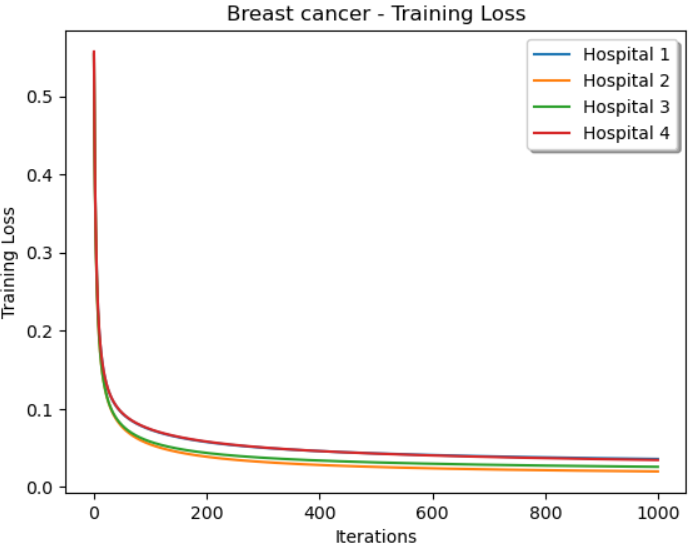 Breast cancer - Training Loss
Hospital 1
Hospital 2
Hospital 3
Hospital 4
Training Loss
0.5
0.4
0.3
0.2
0.1
0.0
0 200 400 600 800 1000
Iterations